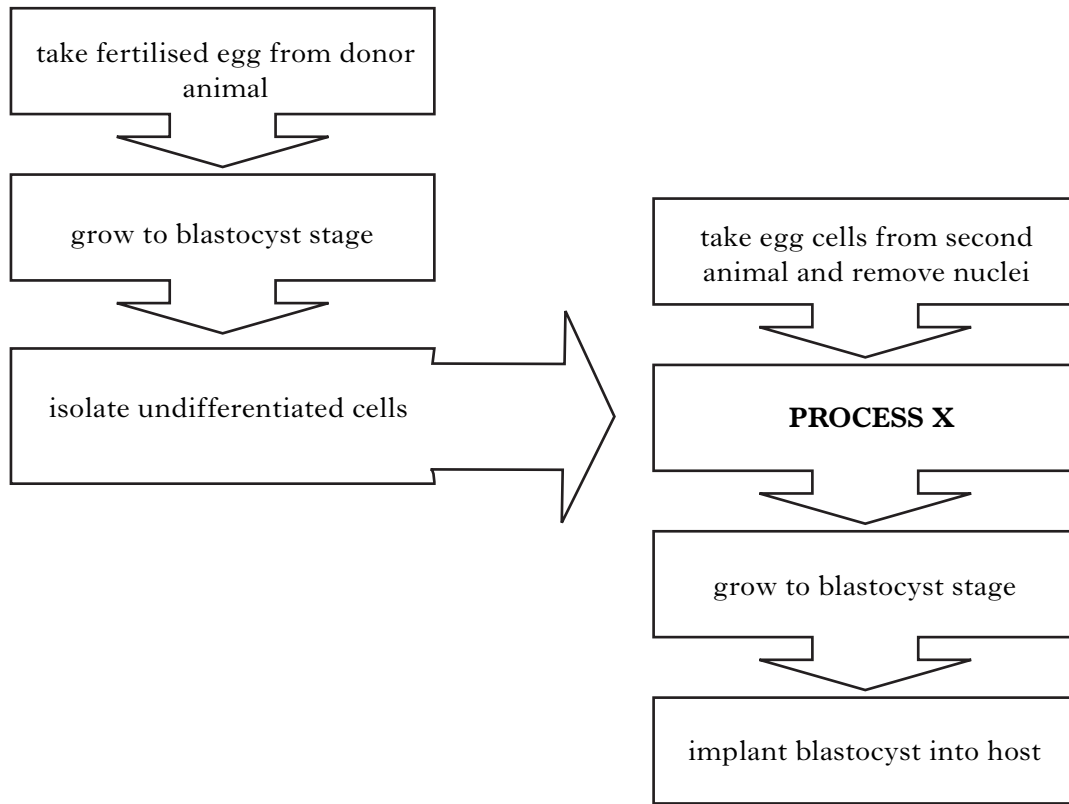 take fertilised egg from donor
animal
grow to blastocyst stage
isolate undifferentiated cells
take egg cells from second
animal and remove nuclei
PROCESS X
grow to blastocyst stage
implant blastocyst into host